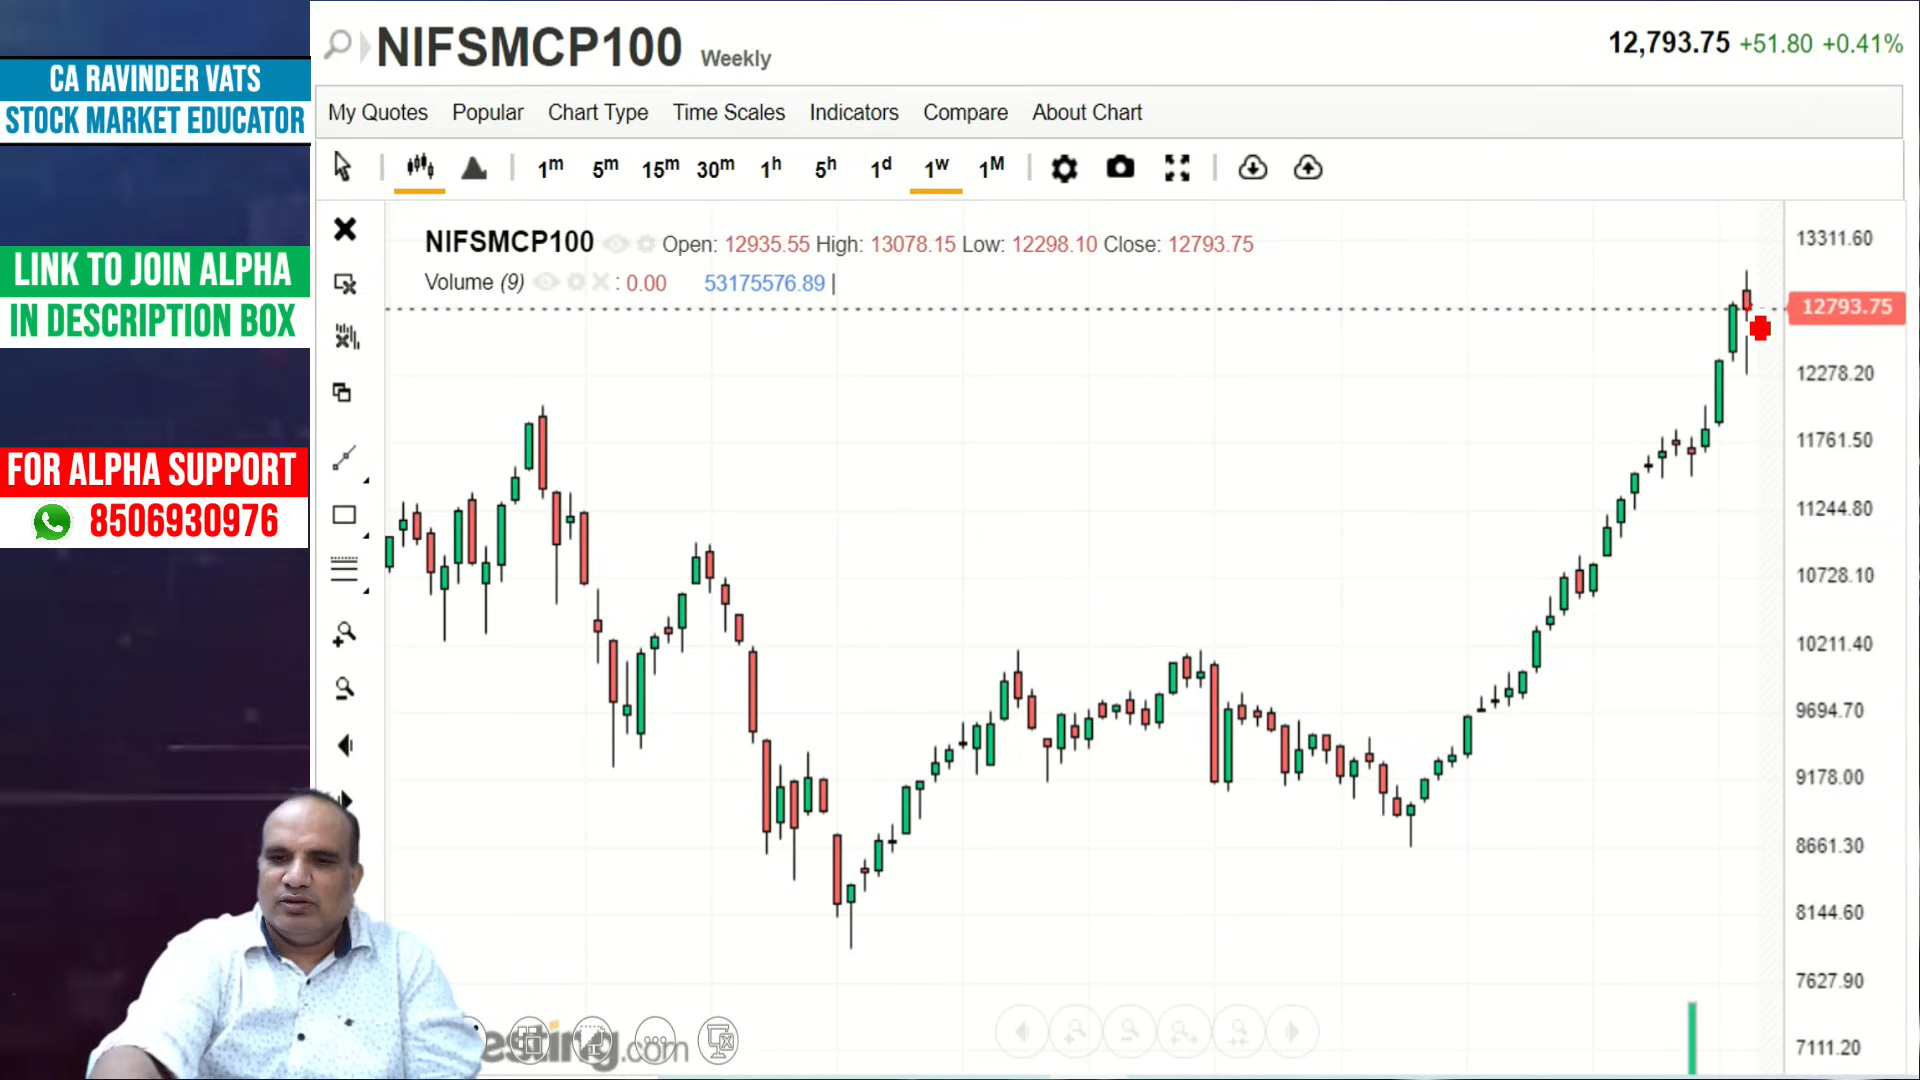 CA RAVINDER VATS
STOCK MARKET EDUCATOR
LINK TO JOIN ALPHA
IN DESCRIPTION BOX
FOR ALPHA SUPPORT
8506930976
NIFSMCP100 Weekly
12,793.75 +51.80 +0.41%
My Quotes Popular Chart Type Time Scales Indicators Compare About Chart
1m 5m 15m 30m 1h 5h 1d 1w 1M
NIFSMCP100 Open: 12935.55 High: 13078.15 Low: 12298.10 Close: 12793.75
Volume (9) : 0.00 53175576.89 |
13311.60
12793.75
12278.20
11761.50
11244.80
10728.10
10211.40
9694.70
9178.00
8661.30
8144.60
7627.90
7111.20
esting.com